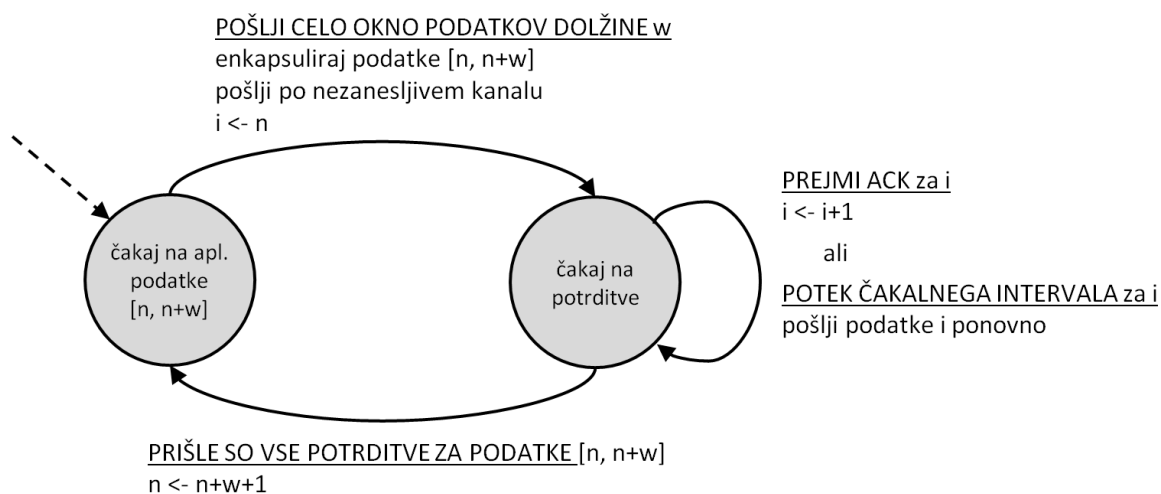 POŠLJI CELO OKNO PODATKOV DOLŽINE w
enkapsuliraj podatke [n, n+w]
pošlji po nezanesljivem kanalu
i <- n
čakaj na apl.
podatke
[n, n+w]
čakaj na
potrditve
PREJMI ACK za i
i <- i+1
ali
POTEK ČAKALNEGA INTERVALA za i
pošlji podatke i ponovno
PRIŠLE SO VSE POTRDITVE ZA PODATKE [n, n+w]
n <- n+w+1